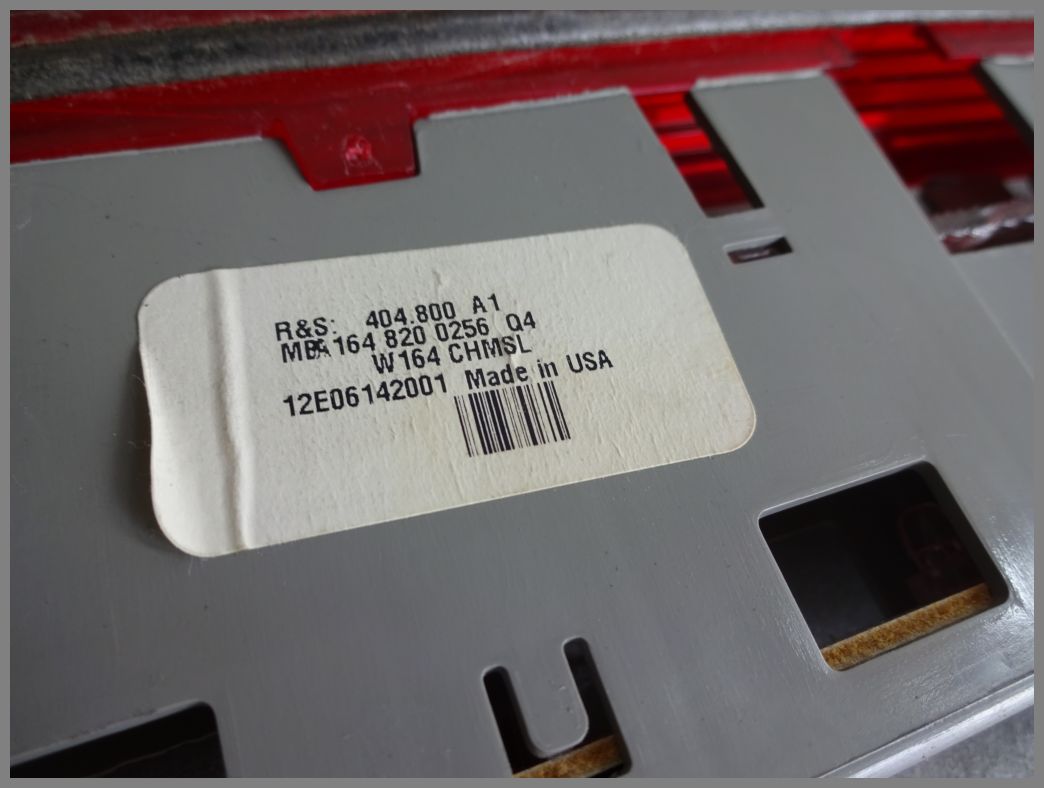 R&S: 404.800 A1
MB A 164 820 0256 Q4
W164 CHMSL
12E06142001 Made in USA